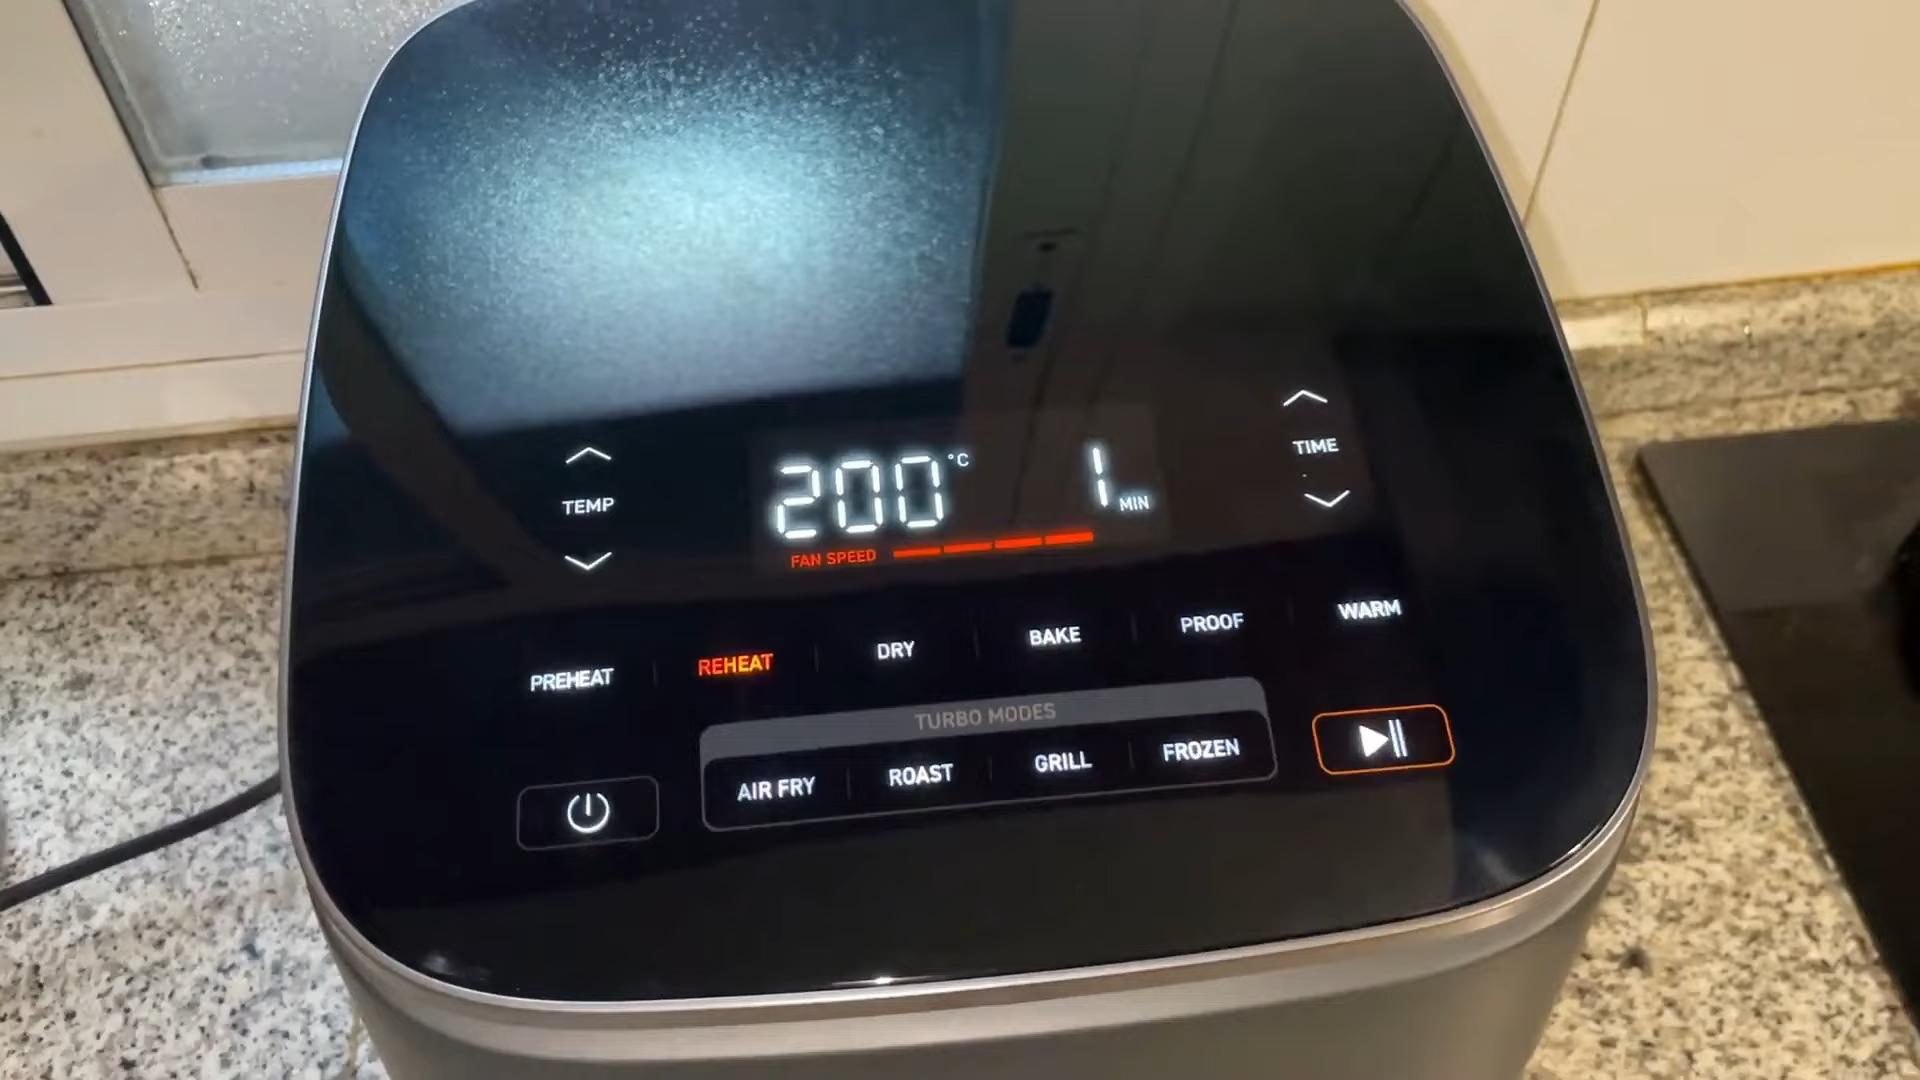 200 °C 1 MIN
TEMP
TIME
FAN SPEED
PREHEAT REHEAT DRY BAKE PROOF WARM
TURBO MODES
AIR FRY ROAST GRILL FROZEN